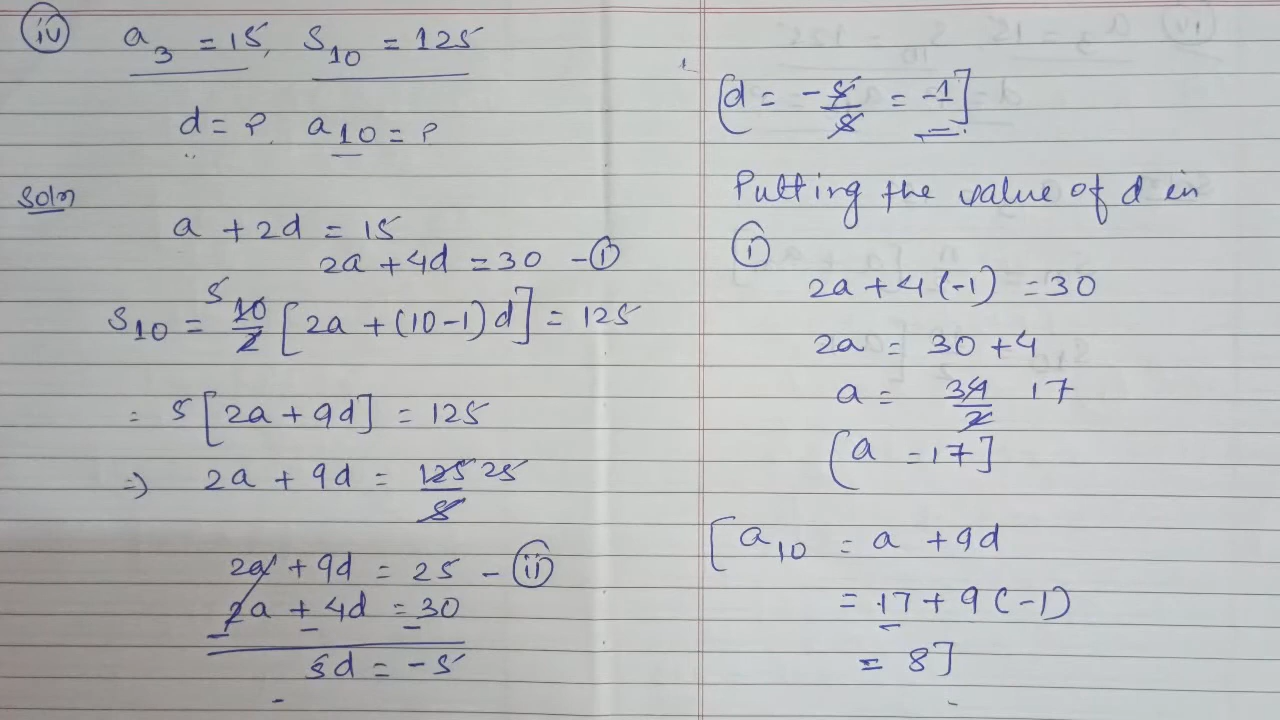 (iv) a₃ = 15, S₁₀ = 125
d = ?, a₁₀ = ?
Solⁿ
a + 2d = 15
2a + 4d = 30 - (i)
5
S₁₀ = 10/2 [2a + (10-1)d] = 125
= 5[2a + 9d] = 125
=> 2a + 9d = 125/5 25
2a + 9d = 25 - (ii)
2a + 4d = 30
- - -
5d = -5
[d = -5/5 = -1]
Putting the value of d in
(i)
2a + 4(-1) = 30
2a = 30 + 4
a = 34/2 17
[a = 17]
[a₁₀ = a + 9d
= 17 + 9(-1)
= 8]